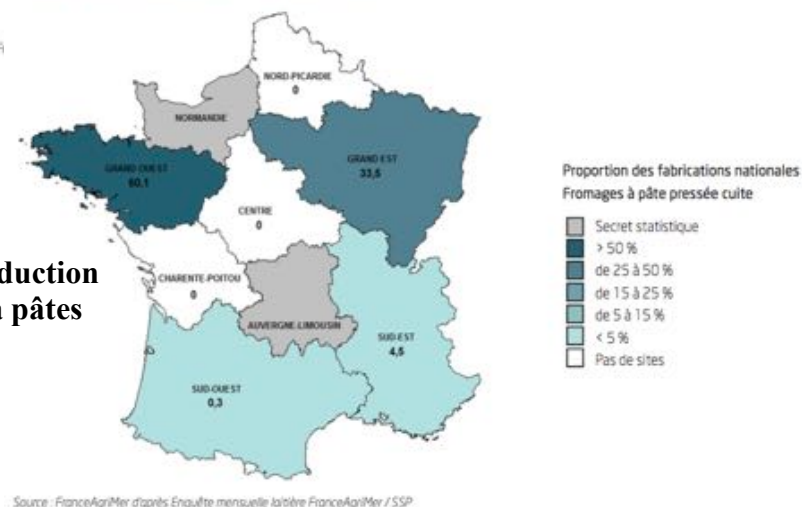 NORD-PICARDIE
0
NORMANDIE
GRAND OUEST
60,1
GRAND EST
33,5
CENTRE
0
CHARENTE-POITOU
0
AUVERGNE-LIMOUSIN
SUD-EST
4,5
SUD-OUEST
0,3
duction
à pâtes
Proportion des fabrications nationales
Fromages à pâte pressée cuite
Secret statistique
> 50 %
de 25 à 50 %
de 15 à 25 %
de 5 à 15 %
< 5 %
Pas de sites
Source : FranceAgriMer d'après Enquête mensuelle laitière FranceAgriMer / SSP